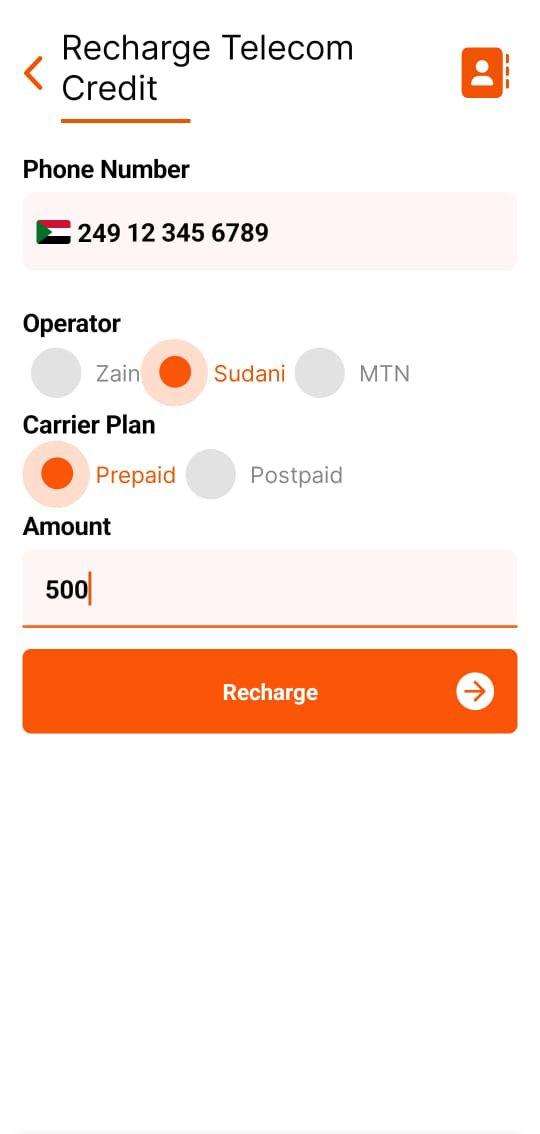 Recharge Telecom
Credit
Phone Number
249 12 345 6789
Operator
Zain Sudani MTN
Carrier Plan
Prepaid Postpaid
Amount
500
Recharge